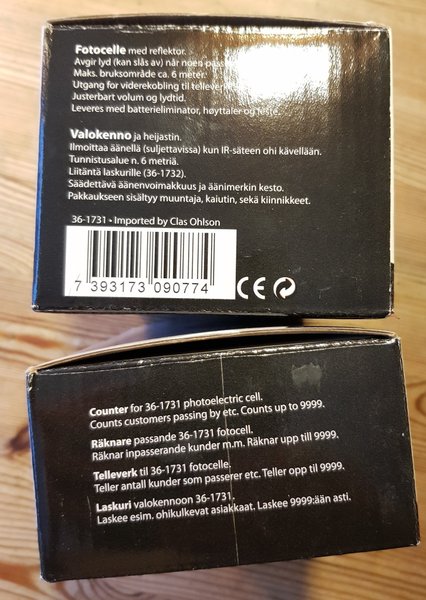 Fotocelle med reflektor.
Avgir lyd (kan slås av) når noen pass
Maks. bruksområde ca. 6 meter.
Utgang for viderekobling til telleverk
Justerbart volum og lydtid.
Leveres med batterieliminator, høyttaler og feste.
Valokenno ja heijastin.
Ilmoittaa äänellä (suljettavissa) kun IR-säteen ohi kävellään.
Tunnistusalue n. 6 metriä.
Liitäntä laskurille (36-1732).
Säädettävä äänenvoimakkuus ja äänimerkin kesto.
Pakkaukseen sisältyy muuntaja, kaiutin, sekä kiinnikkeet.
36-1731 • Imported by Clas Ohlson
7 393173 090774
CE
Counter for 36-1731 photoelectric cell.
Counts customers passing by etc. Counts up to 9999.
Räknare passande 36-1731 fotocell.
Räknar inpasserande kunder m.m. Räknar upp till 9999.
Telleverk til 36-1731 fotocelle.
Teller antall kunder som passerer etc. Teller opp til 9999.
Laskuri valokennoon 36-1731.
Laskee esim. ohikulkevat asiakkaat. Laskee 9999:ään asti.